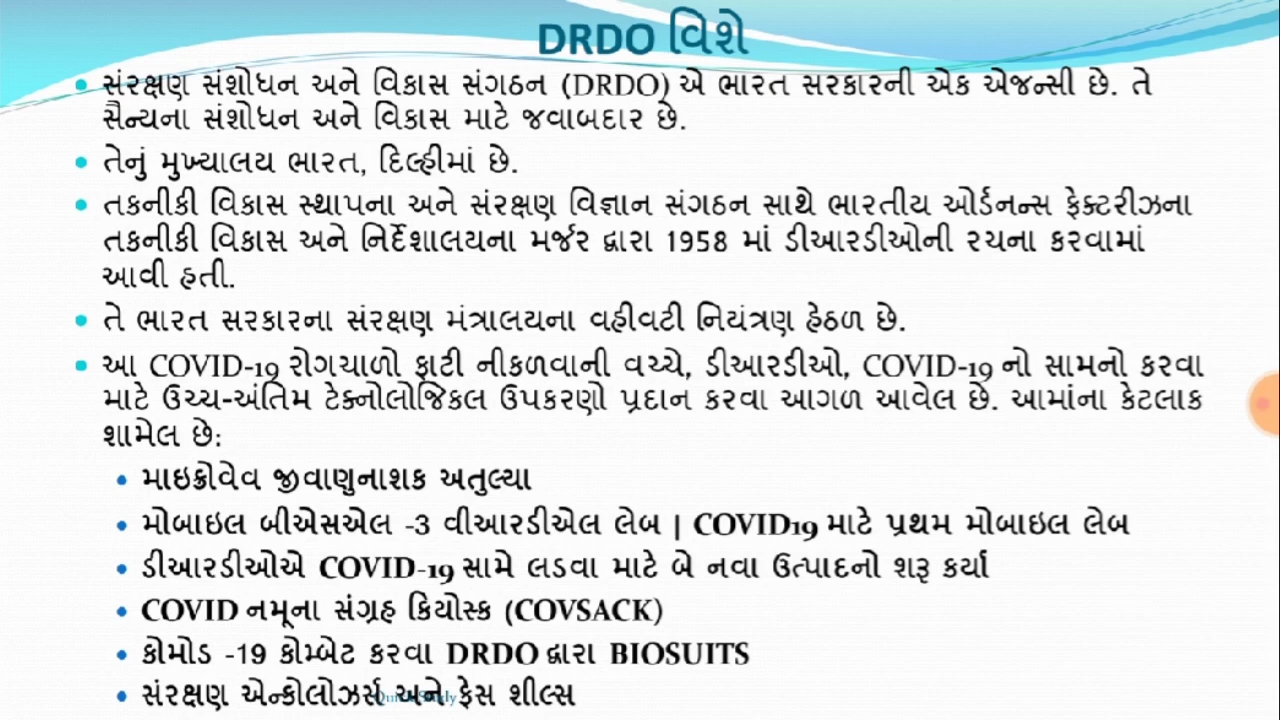 DRDO વિશે
સંરક્ષણ સંશોધન અને વિકાસ સંગઠન (DRDO) એ ભારત સરકારની એક એજન્સી છે. તે
સૈન્યના સંશોધન અને વિકાસ માટે જવાબદાર છે.
તેનું મુખ્યાલય ભારત, દિલ્હીમાં છે.
તકનીકી વિકાસ સ્થાપના અને સંરક્ષણ વિજ્ઞાન સંગઠન સાથે ભારતીય ઓર્ડનન્સ ફેક્ટરીઝના
તકનીકી વિકાસ અને નિર્દેશાલયના મર્જર દ્વારા 1958 માં ડીઆરડીઓની રચના કરવામાં
આવી હતી.
તે ભારત સરકારના સંરક્ષણ મંત્રાલયના વહીવટી નિયંત્રણ હેઠળ છે.
આ COVID-19 રોગચાળો ફાટી નીકળવાની વચ્ચે, ડીઆરડીઓ, COVID-19 નો સામનો કરવા
માટે ઉચ્ચ-અંતિમ ટેક્નોલોજિકલ ઉપકરણો પ્રદાન કરવા આગળ આવેલ છે. આમાંના કેટલાક
શામેલ છે:
માઇક્રોવેવ જીવાણુનાશક અતુલ્યા
મોબાઇલ બીએસએલ -3 વીઆરડીએલ લેબ | COVID19 માટે પ્રથમ મોબાઇલ લેબ
ડીઆરડીઓએ COVID-19 સામે લડવા માટે બે નવા ઉત્પાદનો શરૂ કર્યા
COVID નમૂના સંગ્રહ કિયોસ્ક (COVSACK)
કોમોડ -19 કોમ્બેટ કરવા DRDO દ્વારા BIOSUITS
સંરક્ષણ એન્કોલોઝર્સ અને ફેસ શીલ્સ
Quick Study